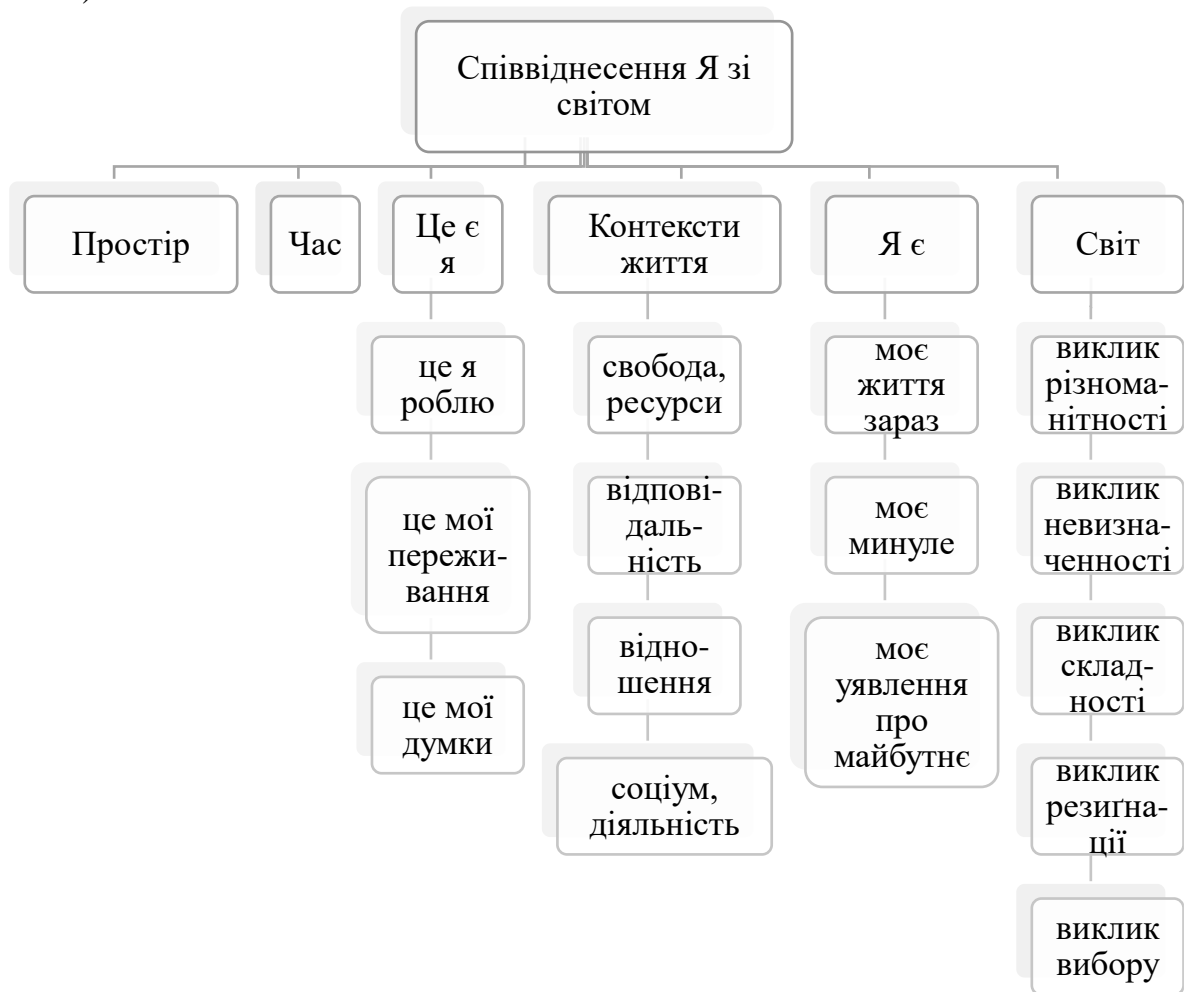 )
Співвіднесення Я зі
світом
Простір
Час
Це є
я
Контексти
життя
Я є
Світ
це я
роблю
це мої
пережи-
вання
це мої
думки
свобода,
ресурси
відпові-
даль-
ність
відно-
шення
соціум,
діяльність
моє
життя
зараз
моє
минуле
моє
уявлення
про
майбутнє
виклик
різнома-
нітності
виклик
невизна-
ченності
виклик
склад-
ності
виклик
резиґна-
ції
виклик
вибору